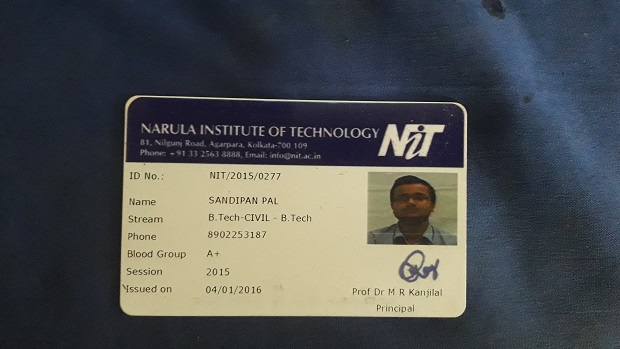 NARULA INSTITUTE OF TECHNOLOGY
NiT
81, Nilgunj Road, Agarpara, Kolkata-700 109
Phone: + 91 33 2563 8888, Email: info@nit.ac.in
ID No.: NIT/2015/0277
Name SANDIPAN PAL
Stream B.Tech-CIVIL - B.Tech
Phone 8902253187
Blood Group A+
Session 2015
Issued on 04/01/2016
Prof Dr M R Kanjilal
Principal